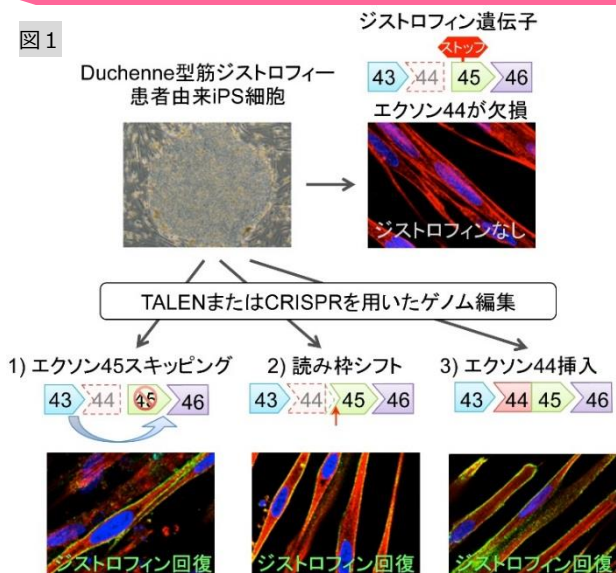 図1
ジストロフィン遺伝子
ストップ
43 44 45 46
エクソン44が欠損
Duchenne型筋ジストロフィー
患者由来iPS細胞
ジストロフィンなし
TALENまたはCRISPRを用いたゲノム編集
1) エクソン45スキッピング
43 44 45 46
ジストロフィン回復
2) 読み枠シフト
43 44 45 46
ジストロフィン回復
3) エクソン44挿入
43 44 45 46
ジストロフィン回復